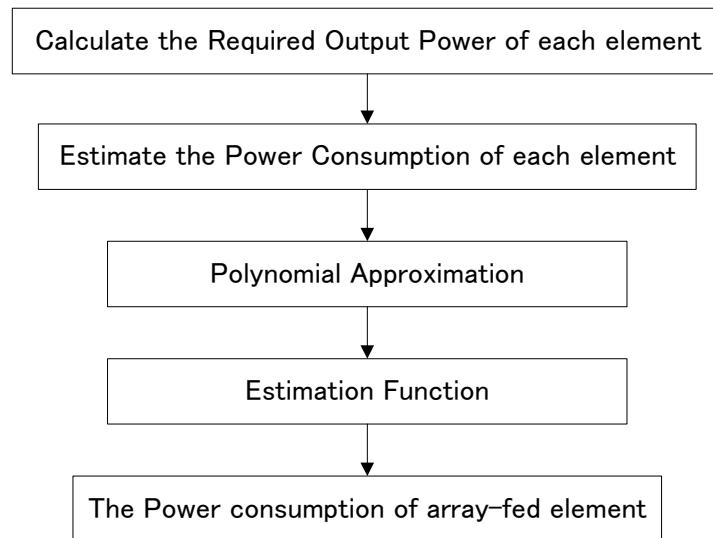 Calculate the Required Output Power of each element
Estimate the Power Consumption of each element
Polynomial Approximation
Estimation Function
The Power consumption of array-fed element